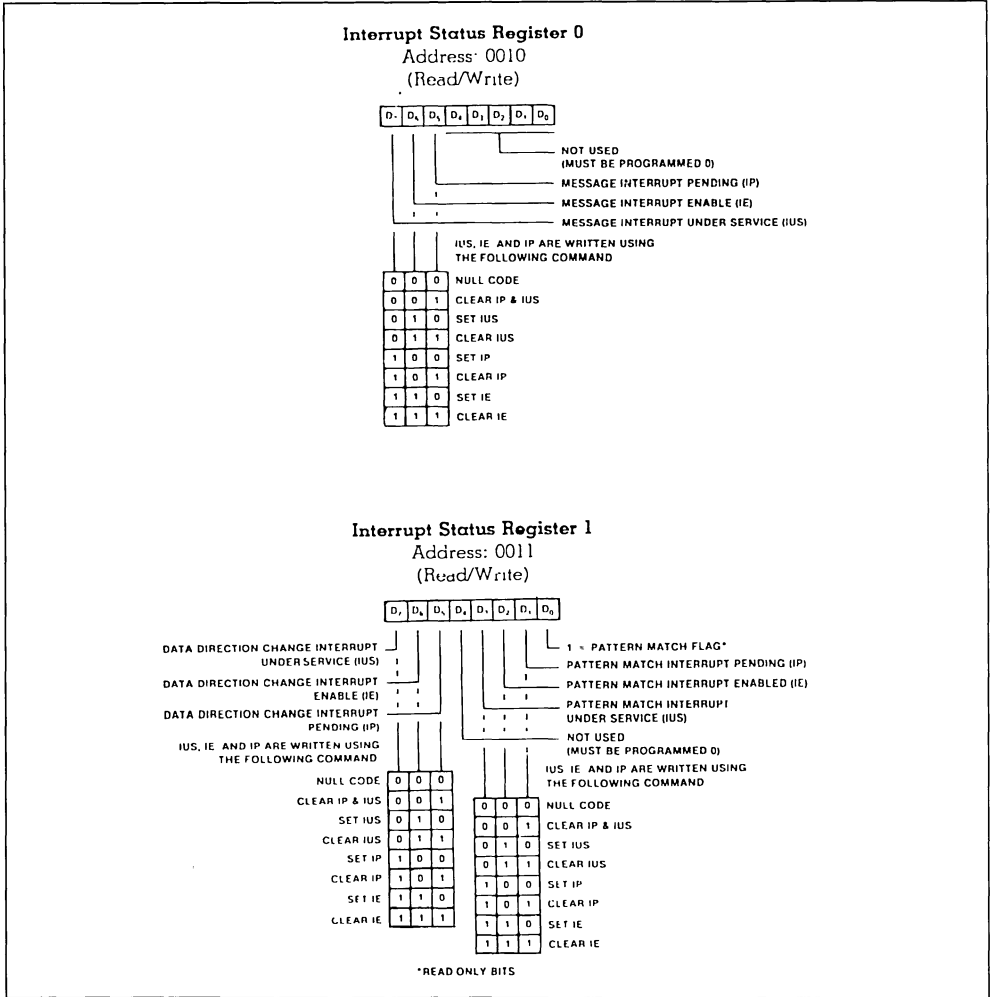 Interrupt Status Register 0
Address: 0010
(Read/Write)
D7 D6 D5 D4 D3 D2 D1 D0
NOT USED
(MUST BE PROGRAMMED 0)
MESSAGE INTERRUPT PENDING (IP)
MESSAGE INTERRUPT ENABLE (IE)
MESSAGE INTERRUPT UNDER SERVICE (IUS)
IUS, IE AND IP ARE WRITTEN USING
THE FOLLOWING COMMAND
0 0 0 NULL CODE
0 0 1 CLEAR IP & IUS
0 1 0 SET IUS
0 1 1 CLEAR IUS
1 0 0 SET IP
1 0 1 CLEAR IP
1 1 0 SET IE
1 1 1 CLEAR IE
Interrupt Status Register 1
Address: 0011
(Read/Write)
D7 D6 D5 D4 D3 D2 D1 D0
DATA DIRECTION CHANGE INTERRUPT
UNDER SERVICE (IUS)
DATA DIRECTION CHANGE INTERRUPT
ENABLE (IE)
DATA DIRECTION CHANGE INTERRUPT
PENDING (IP)
IUS, IE AND IP ARE WRITTEN USING
THE FOLLOWING COMMAND
NULL CODE 0 0 0
CLEAR IP & IUS 0 0 1
SET IUS 0 1 0
CLEAR IUS 0 1 1
SET IP 1 0 0
CLEAR IP 1 0 1
SET IE 1 1 0
CLEAR IE 1 1 1
1 = PATTERN MATCH FLAG*
PATTERN MATCH INTERRUPT PENDING (IP)
PATTERN MATCH INTERRUPT ENABLED (IE)
PATTERN MATCH INTERRUPT
UNDER SERVICE (IUS)
NOT USED
(MUST BE PROGRAMMED 0)
IUS IE AND IP ARE WRITTEN USING
THE FOLLOWING COMMAND
0 0 0 NULL CODE
0 0 1 CLEAR IP & IUS
0 1 0 SET IUS
0 1 1 CLEAR IUS
1 0 0 SET IP
1 0 1 CLEAR IP
1 1 0 SET IE
1 1 1 CLEAR IE
*READ ONLY BITS